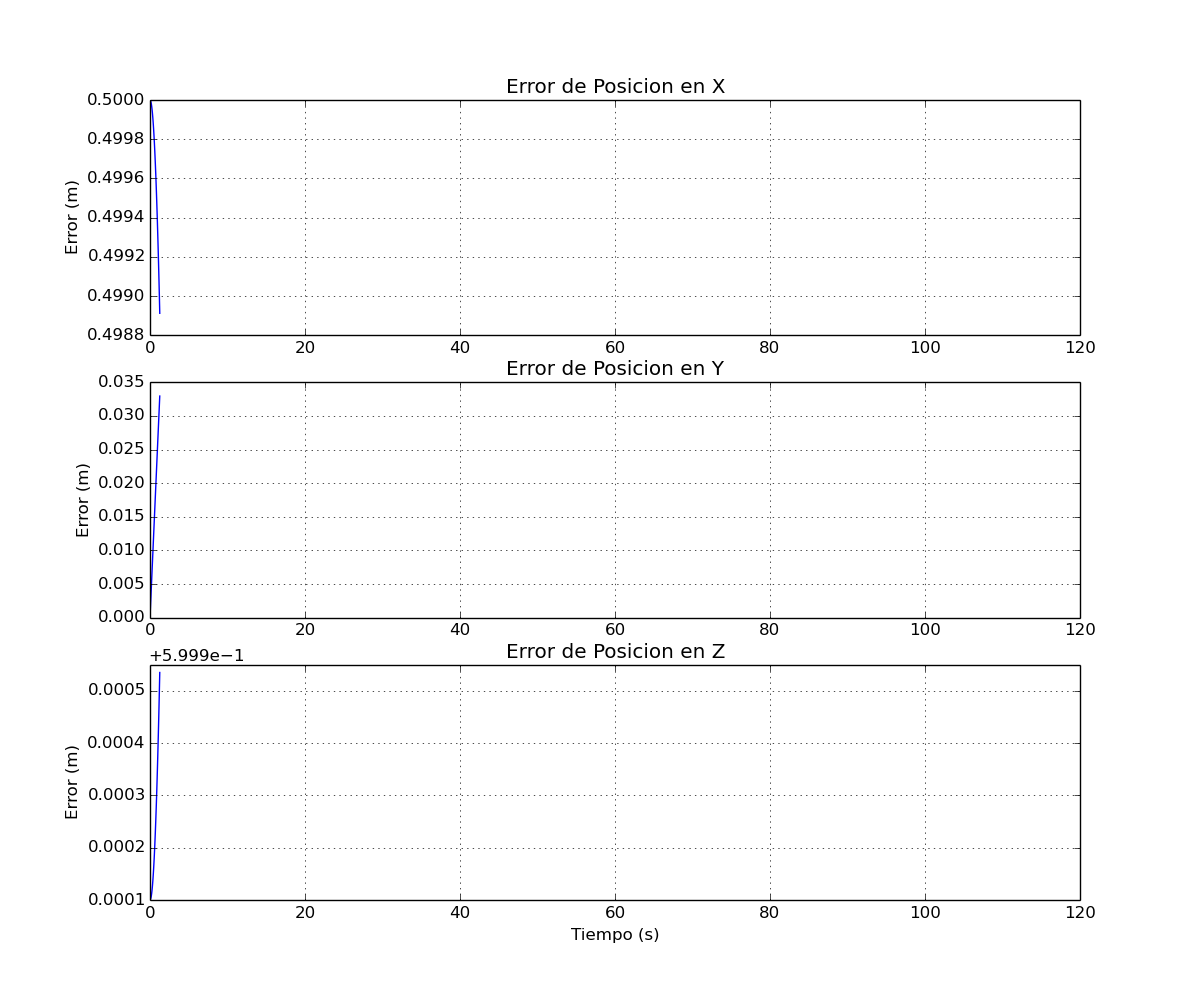 Error de Posicion en X
0.5000
0.4998
0.4996
0.4994
0.4992
0.4990
0.4988
Error (m)
0 20 40 60 80 100 120
Error de Posicion en Y
0.035
0.030
0.025
0.020
0.015
0.010
0.005
0.000
Error (m)
0 20 40 60 80 100 120
Error de Posicion en Z
+5.999e−1
0.0005
0.0004
0.0003
0.0002
0.0001
Error (m)
0 20 40 60 80 100 120
Tiempo (s)